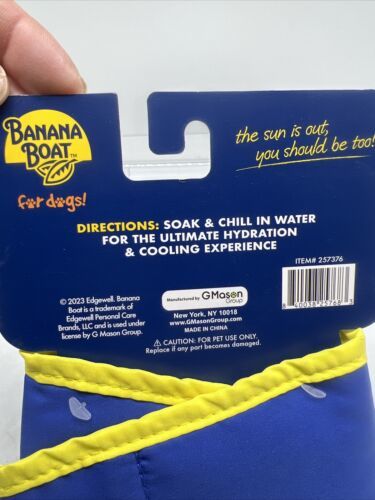 BANANA
BOAT
for dogs!
the sun is out,
you should be too!
DIRECTIONS: SOAK & CHILL IN WATER
FOR THE ULTIMATE HYDRATION
& COOLING EXPERIENCE
ITEM# 257376
© 2023 Edgewell. Banana
Boat is a trademark of
Edgewell Personal Care
Brands, LLC and is used under
license by G Mason Group.
Manufactured by GMason
Group
New York, NY 10018
www.GMasonGroup.com
MADE IN CHINA
⚠ CAUTION: FOR PET USE ONLY.
Replace if any part becomes damaged.